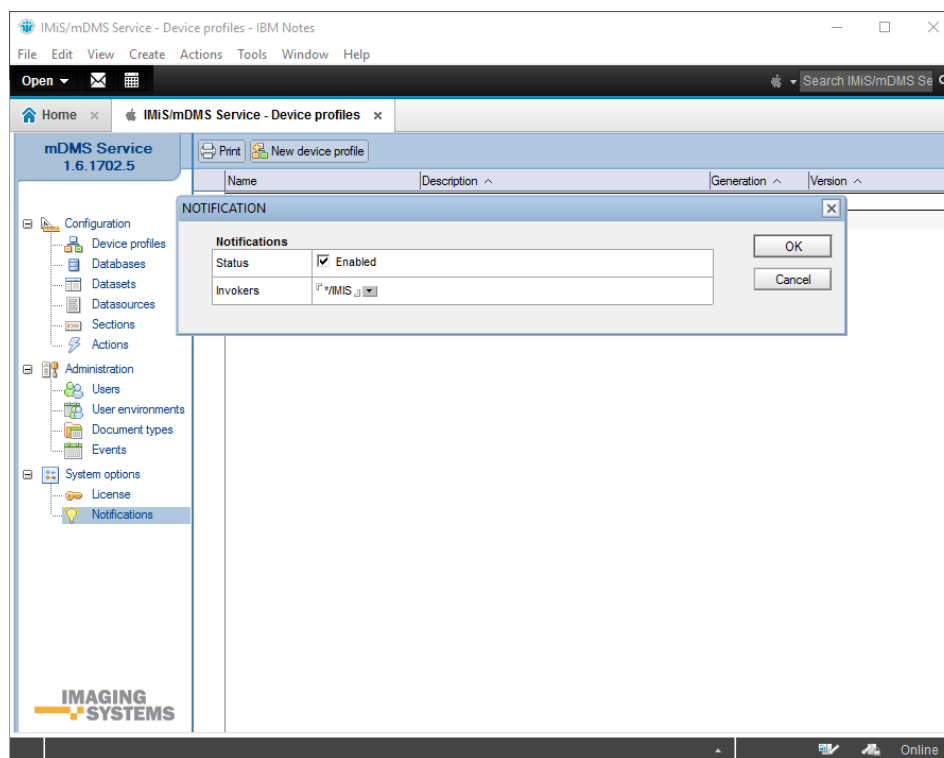 IMiS/mDMS Service - Device profiles - IBM Notes
File Edit View Create Actions Tools Window Help
Open Search IMiS/mDMS Se
Home IMiS/mDMS Service - Device profiles
mDMS Service
1.6.1702.5
Print New device profile
Name Description Generation Version
NOTIFICATION
Notifications
Status Enabled
Invokers */IMIS
OK
Cancel
Configuration
Device profiles
Databases
Datasets
Datasources
Sections
Actions
Administration
Users
User environments
Document types
Events
System options
License
Notifications
IMAGING
SYSTEMS
Online